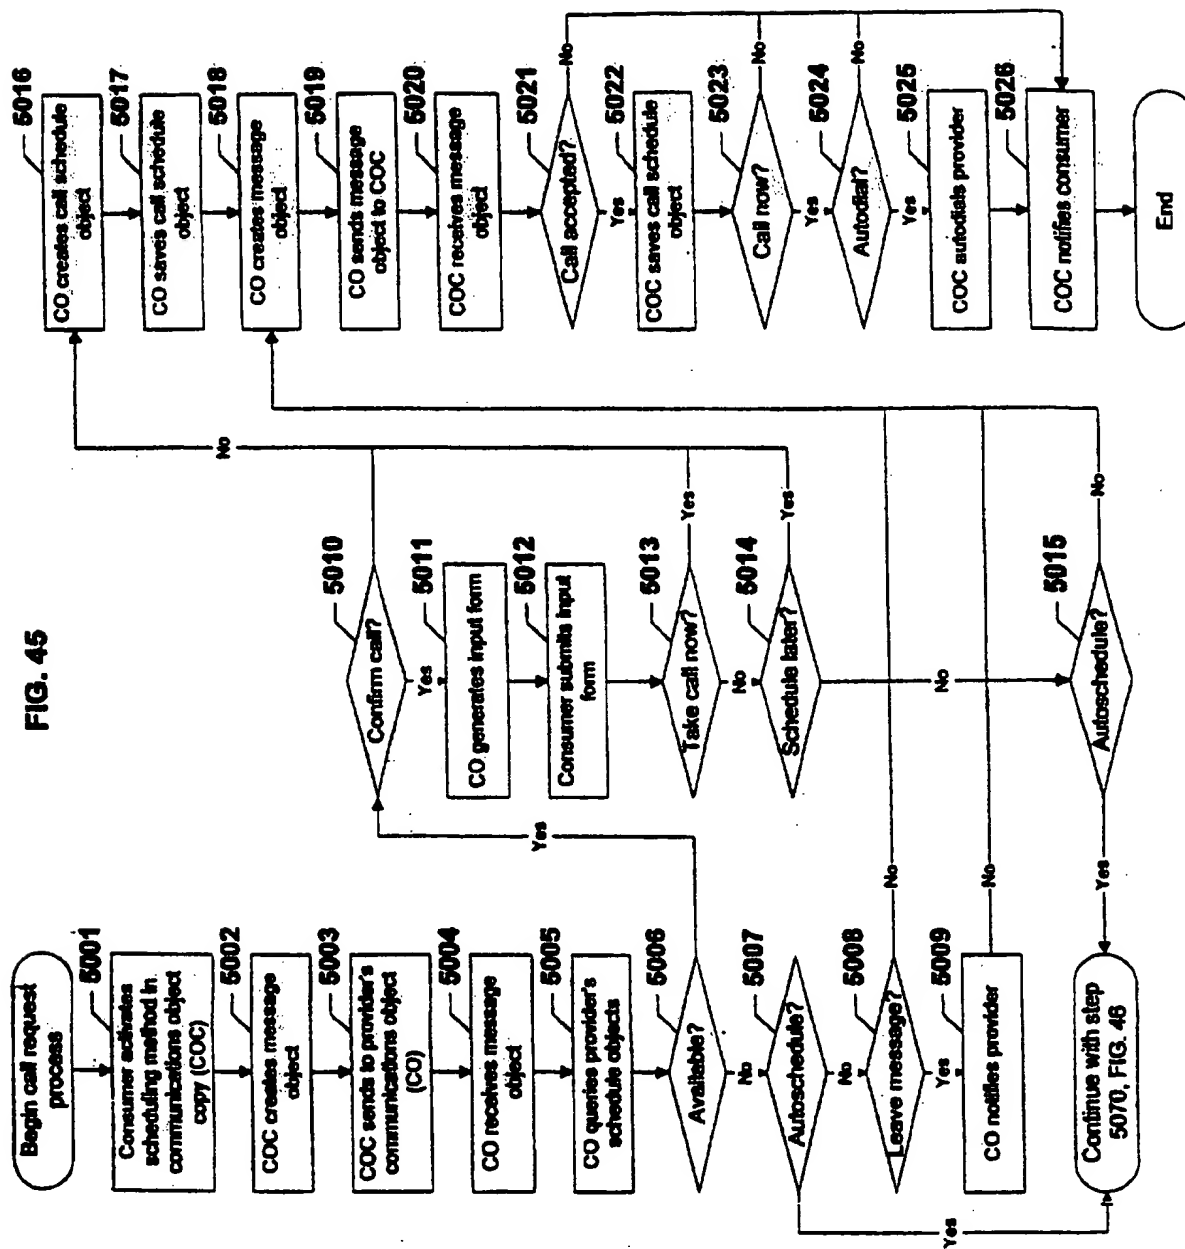 FIG. 45
Begin call request
process
5001
Consumer activates
scheduling method in
communications object
copy (COC)
5002
COC creates message
object
5003
COC sends to provider's
communications object
(CO)
5004
CO receives message
object
5005
CO queries provider's
schedule objects
5006
Available?
Yes
No
5007
Autoschedule?
Yes
No
5008
Leave message?
No
Yes
5009
CO notifies provider
No
Continue with step
5070, FIG. 46
5010
Confirm call?
No
Yes
5011
CO generates input form
5012
Consumer submits input
form
5013
Take call now?
Yes
No
5014
Schedule later?
Yes
No
5015
Autoschedule?
No
Yes
5016
CO creates call schedule
object
5017
CO saves call schedule
object
5018
CO creates message
object
5019
CO sends message
object to COC
5020
COC receives message
object
5021
Call accepted?
No
Yes
5022
COC saves call schedule
object
5023
Call now?
No
Yes
5024
Autodial?
No
Yes
5025
COC autodials provider
5026
COC notifies consumer
End